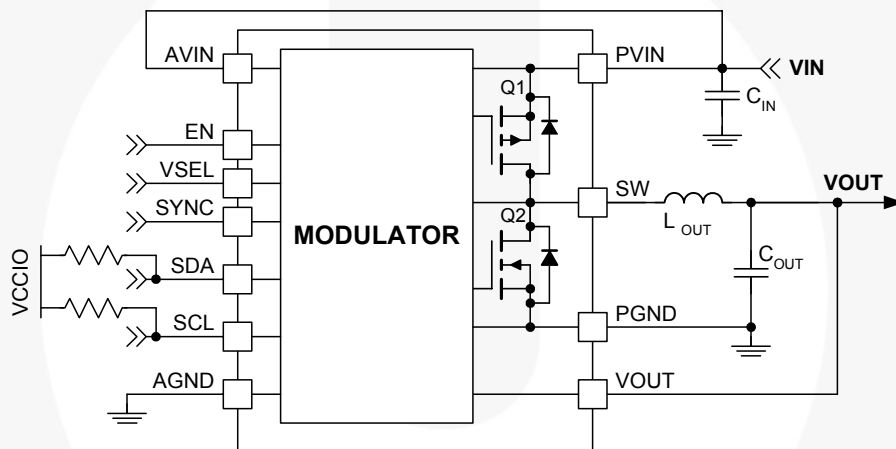 AVIN
PVIN
VIN
Q1
C IN
EN
VSEL
SYNC
SW
VOUT
Q2
L OUT
MODULATOR
VCCIO
SDA
C OUT
SCL
PGND
AGND
VOUT